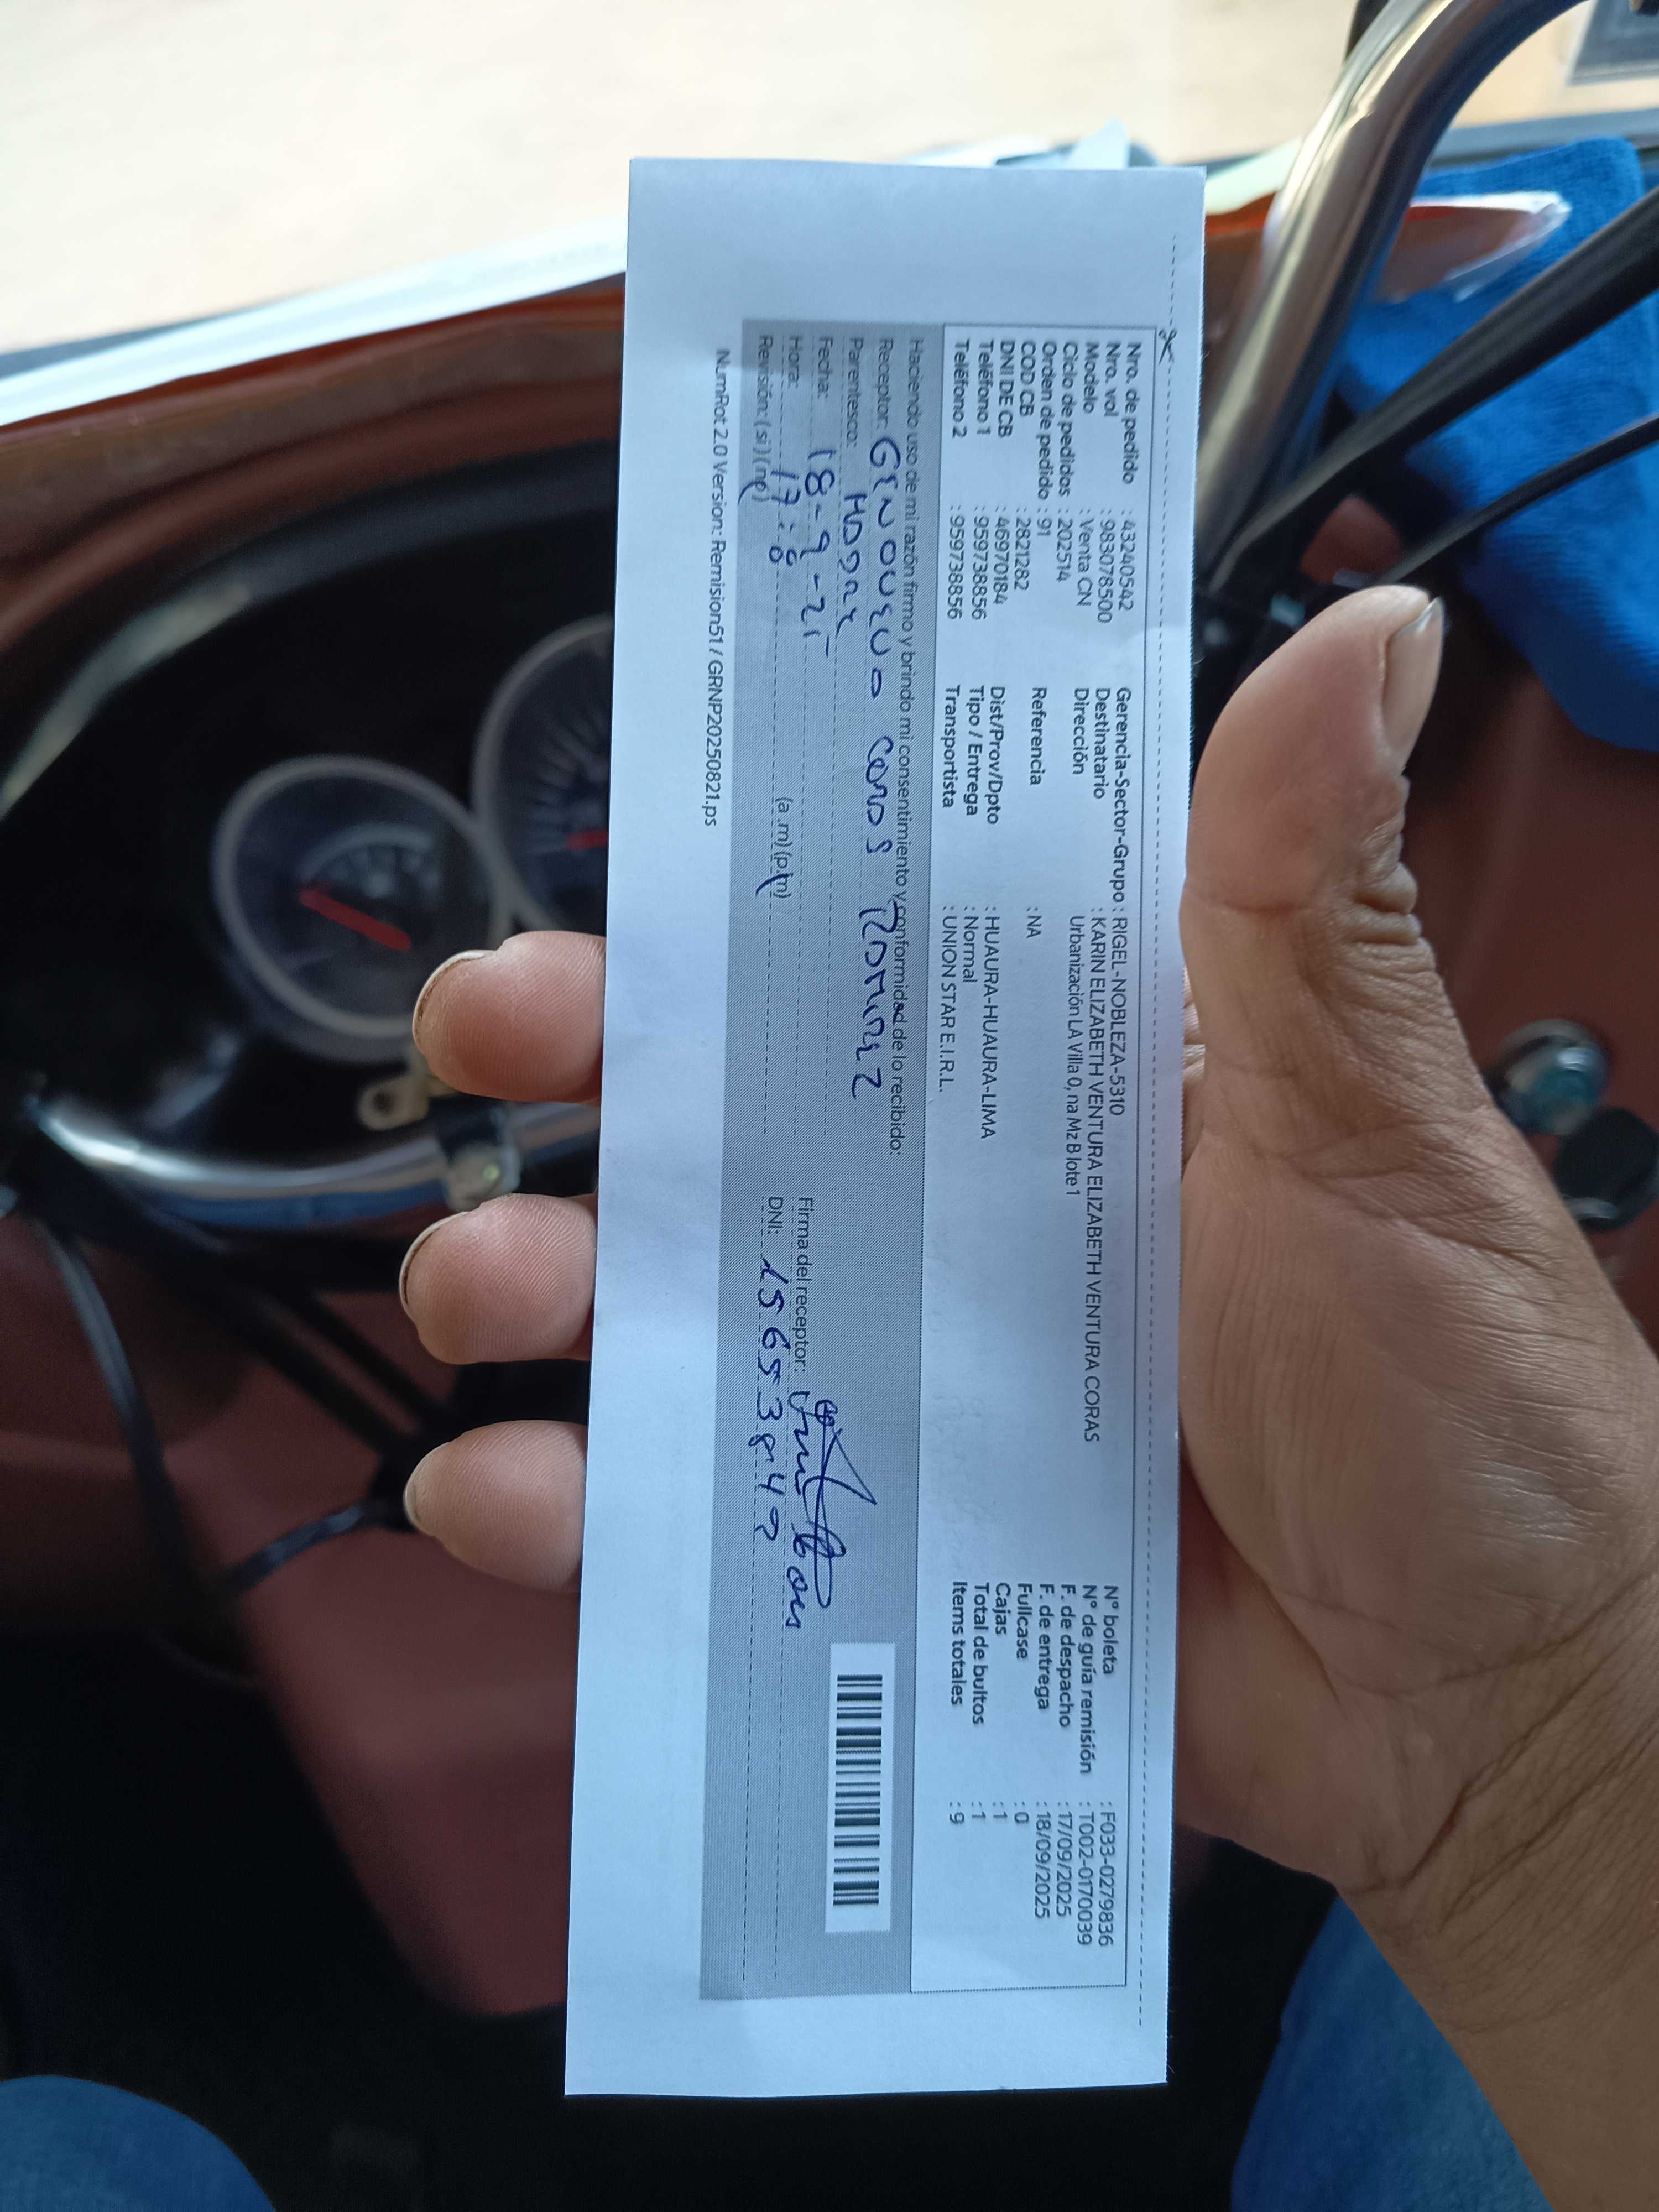 Nro. de pedido : 43240542
Nro. vol : 983078500
Modelo : Venta CN
Ciclo de pedidos : 202514
Orden de pedido : 91
COD CB : 2821282
DNI DE CB : 46970184
Teléfono 1 : 959738856
Teléfono 2 : 959738856
Gerencia-Sector-Grupo : RIGEL-NOBLEZA-5310
Destinatario : KARIN ELIZABETH VENTURA ELIZABETH VENTURA CORAS
Dirección Urbanización LA Villa 0, na Mz B lote 1
Referencia : NA
Dist/Prov/Dpto : HUAURA-HUAURA-LIMA
Tipo / Entrega : Normal
Transportista : UNION STAR E.I.R.L.
N° boleta : F033-0279836
N° de guía remisión : T002-0170039
F. de despacho : 17/09/2025
F. de entrega : 18/09/2025
Fullcase : 0
Cajas : 1
Total de bultos : 1
Items totales : 9
Haciendo uso de mi razón firmo y brindo mi consentimiento y conformidad de lo recibido:
Receptor: GENOVEVA CORAS
Parentesco:
Fecha: 18-9-25
Hora: 17:8 (a.m) (p.m)
Revisión: (si) (no)
Firma del receptor:
DNI: 15653842
NumRot 2.0 Version: Remision51 / GRNP20250821.ps